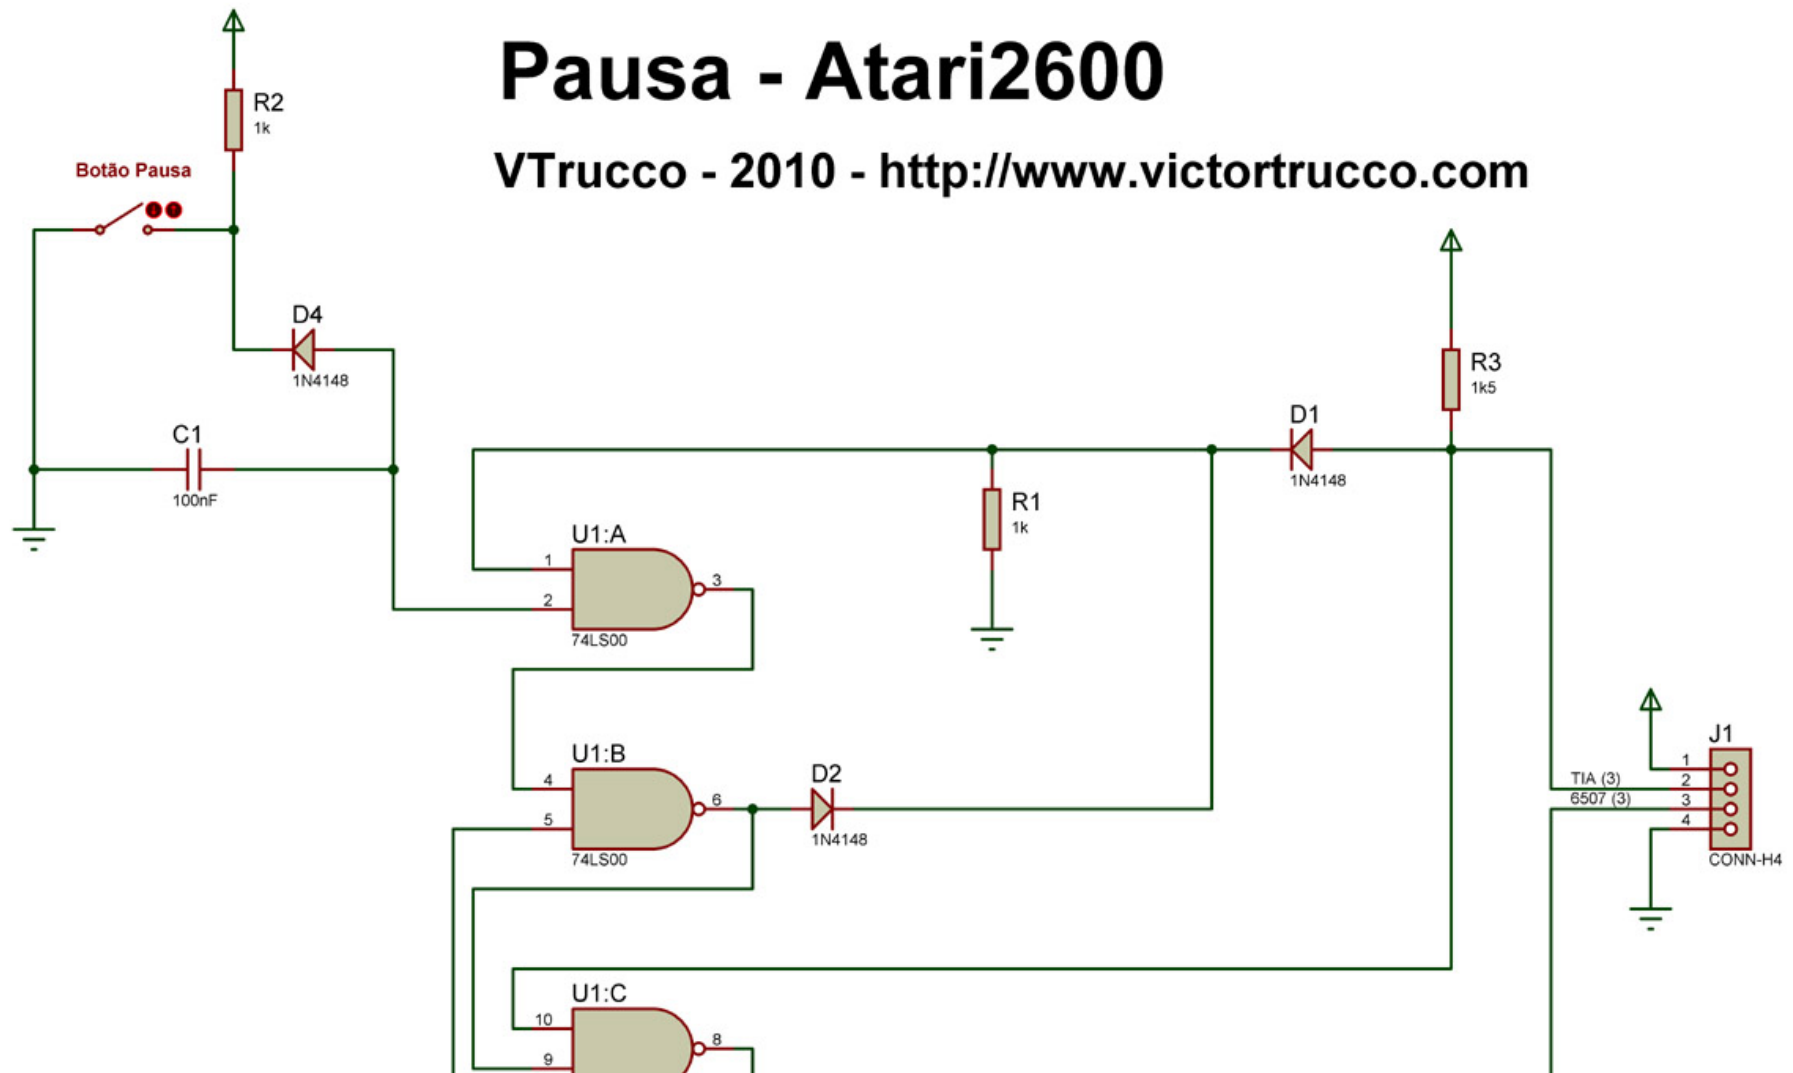 Pausa - Atari2600
VTrucco - 2010 - http://www.victortrucco.com
R2
1k
Botão Pausa
D4
1N4148
R3
1k5
D1
1N4148
C1
100nF
R1
1k
U1:A
1
2
3
74LS00
U1:B
4
5
6
74LS00
D2
1N4148
J1
TIA (3)
6507 (3)
1
2
3
4
CONN-H4
U1:C
10
9
8